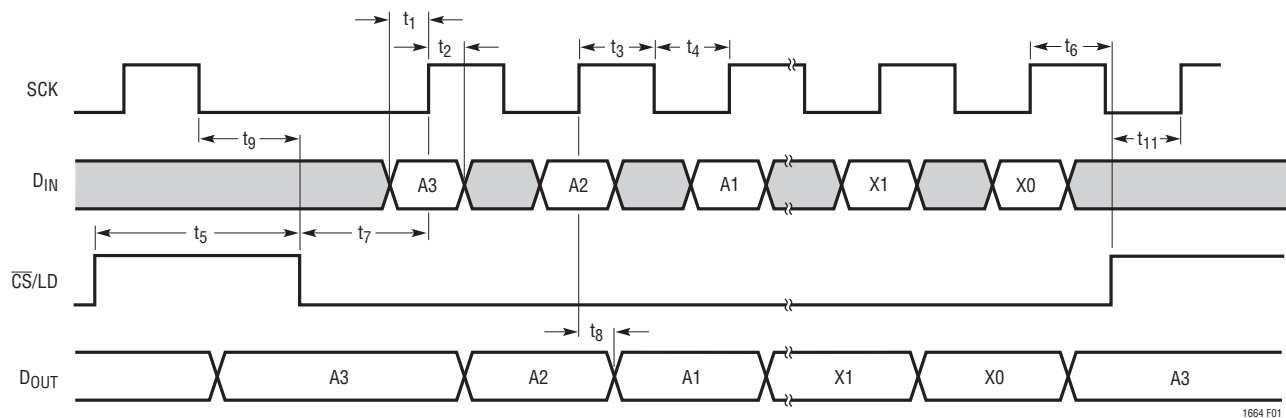 t1
t2 t3 t4 t6
SCK
t9 t11
DIN A3 A2 A1 X1 X0
t5 t7
CS/LD
t8
DOUT A3 A2 A1 X1 X0 A3
1664 F01